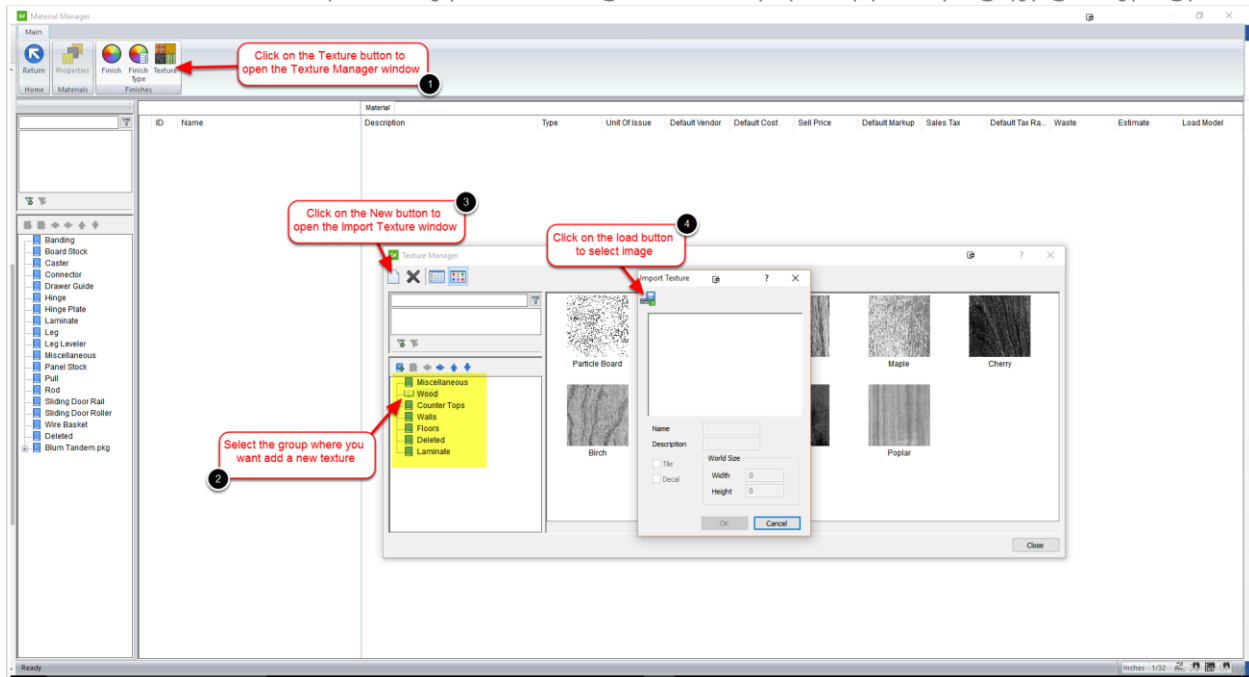 Material Manager
Main
Return
Properties
Finish
Finish Type
Texture
Home
Materials
Finishes
Click on the Texture button to
open the Texture Manager window
1
Material
ID
Name
Description
Type
Unit Of Issue
Default Vendor
Default Cost
Sell Price
Default Markup
Sales Tax
Default Tax Ra...
Waste
Estimate
Load Model
Banding
Board Stock
Caster
Connector
Drawer Guide
Hinge
Hinge Plate
Laminate
Leg
Leg Leveler
Miscellaneous
Panel Stock
Pull
Rod
Sliding Door Rail
Sliding Door Roller
Wire Basket
Deleted
Blum Tandem.pkg
3
Click on the New button to
open the Import Texture window
4
Click on the load button
to select image
Texture Manager
?
Miscellaneous
Wood
Counter Tops
Walls
Floors
Deleted
Laminate
Select the group where you
want add a new texture
2
Particle Board
Maple
Cherry
Birch
Poplar
Import Texture
?
Name
Description
Tile
Decal
World Size
Width
0
Height
0
OK
Cancel
Close
Ready
Inches
1/32